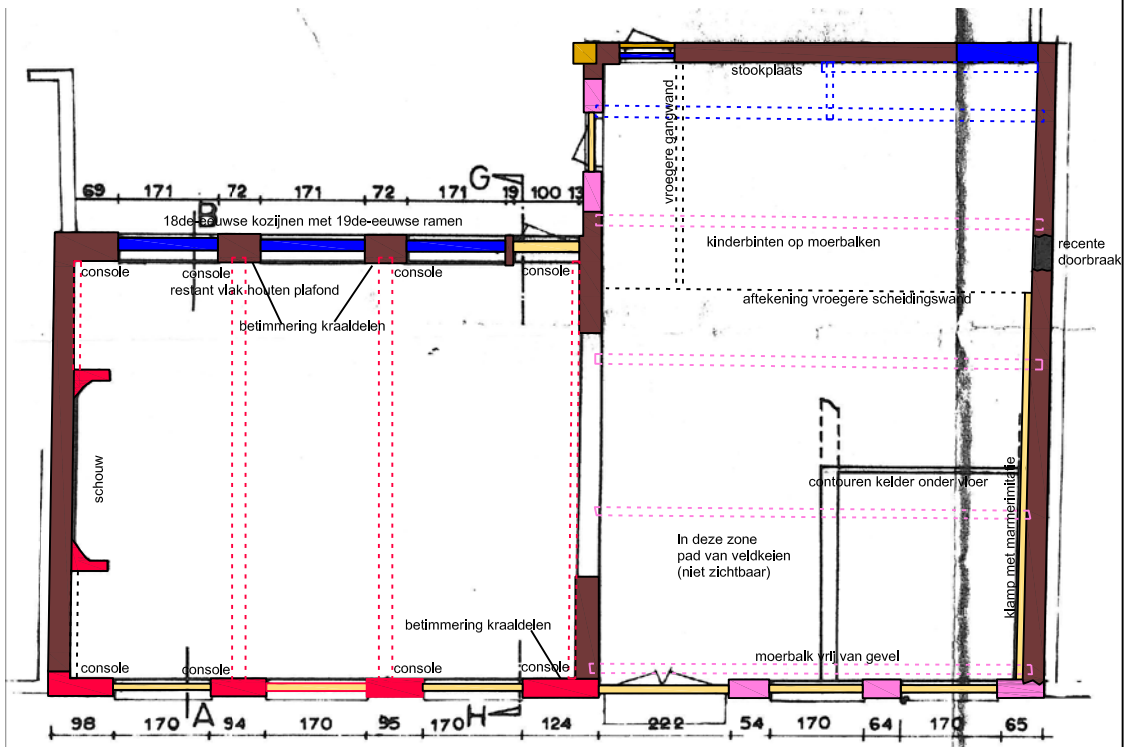 stookplaats
vroegere gangwand
G
69 171 72 171 72 171 19 100 13
B
18de-eeuwse kozijnen met 19de-eeuwse ramen
kinderbinten op moerbalken
recente
doorbraak
console console console console
restant vlak houten plafond
aftekening vroegere scheidingswand
betimmering kraaldelen
schouw
contouren kelder onder vloer
klamp met marmerimitatie
In deze zone
pad van veldkeien
(niet zichtbaar)
betimmering kraaldelen
moerbalk vrij van gevel
console console console console
A H
98 170 94 170 95 170 124 222 54 170 64 170 65